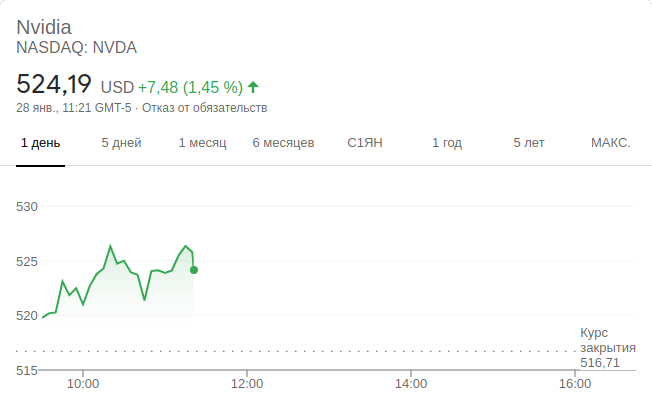 Nvidia
NASDAQ: NVDA
524,19 USD +7,48 (1,45 %)
28 янв., 11:21 GMT-5 · Отказ от обязательств
1 день 5 дней 1 месяц 6 месяцев С1ЯН 1 год 5 лет МАКС.
530
525
520
Курс
закрытия
516,71
515
10:00 12:00 14:00 16:00